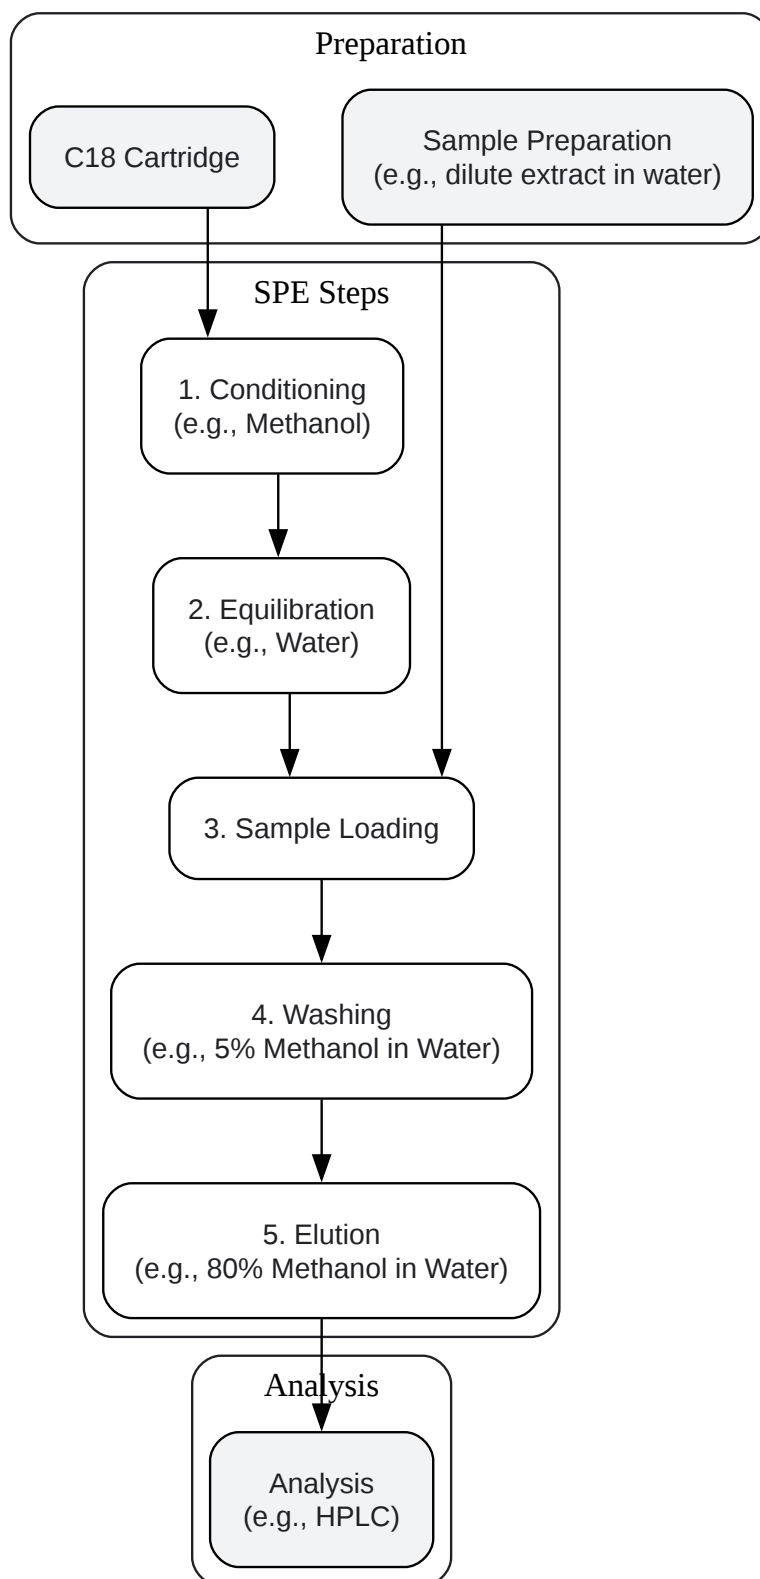 Preparation
C18 Cartridge
Sample Preparation
(e.g., dilute extract in water)
SPE Steps
1. Conditioning
(e.g., Methanol)
2. Equilibration
(e.g., Water)
3. Sample Loading
4. Washing
(e.g., 5% Methanol in Water)
5. Elution
(e.g., 80% Methanol in Water)
Analysis
Analysis
(e.g., HPLC)